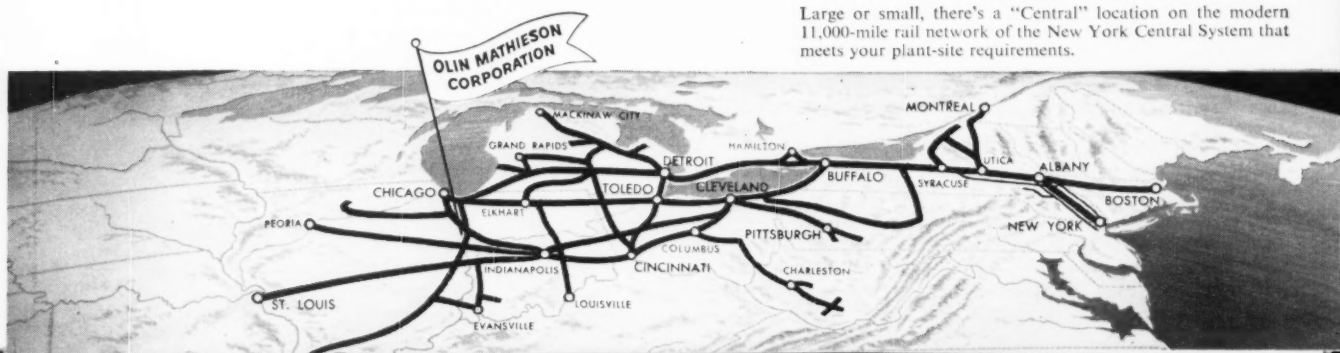 Large or small, there's a "Central" location on the modern
11,000-mile rail network of the New York Central System that
meets your plant-site requirements.
OLIN MATHIESON
CORPORATION
MONTREAL
MACKINAW CITY
GRAND RAPIDS
HAMILTON
DETROIT
BUFFALO
SYRACUSE
UTICA
ALBANY
BOSTON
CHICAGO
ELKHART
TOLEDO
CLEVELAND
PEORIA
COLUMBUS
PITTSBURGH
NEW YORK
INDIANAPOLIS
CINCINNATI
CHARLESTON
ST. LOUIS
LOUISVILLE
EVANSVILLE